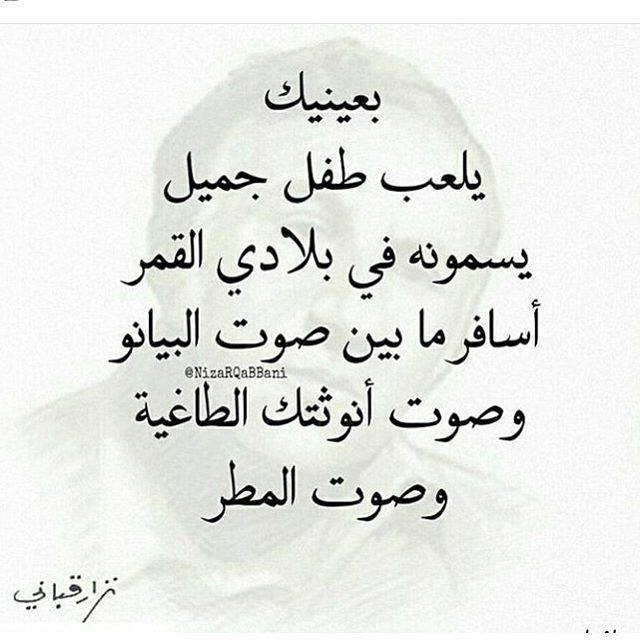 بعينيك
يلعب طفل جميل
يسمونه في بلادي القمر
أسافر ما بين صوت البيانو
@NizaRQaBBani
وصوت أنوثتك الطاغية
وصوت المطر
نزار قباني